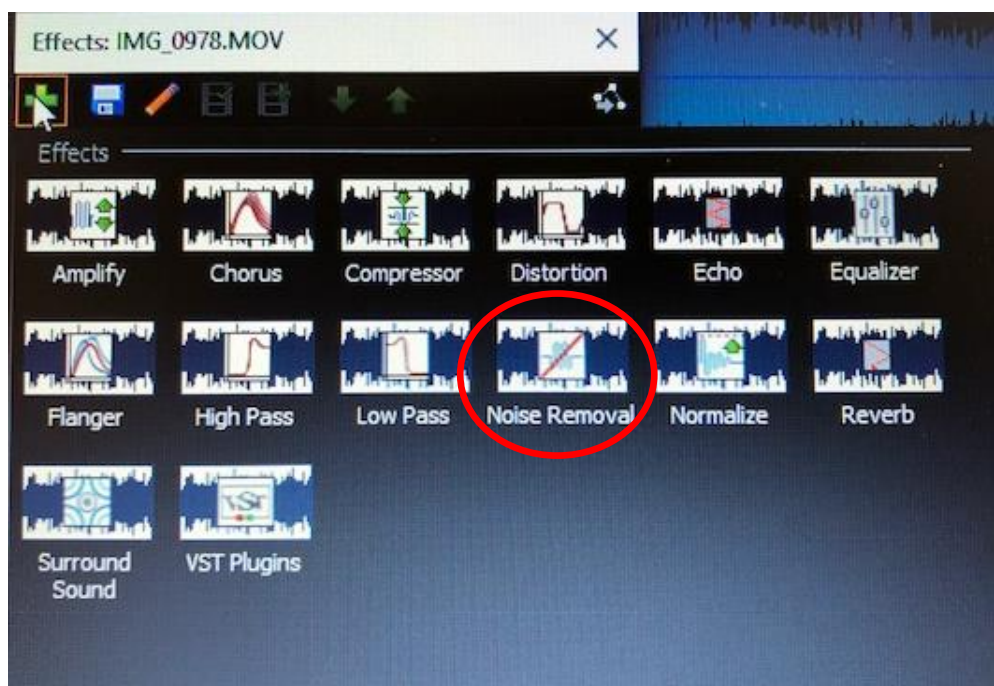 Effects: IMG_0978.MOV
Effects
Amplify Chorus Compressor Distortion Echo Equalizer
Flanger High Pass Low Pass Noise Removal Normalize Reverb
VST
Surround Sound VST Plugins